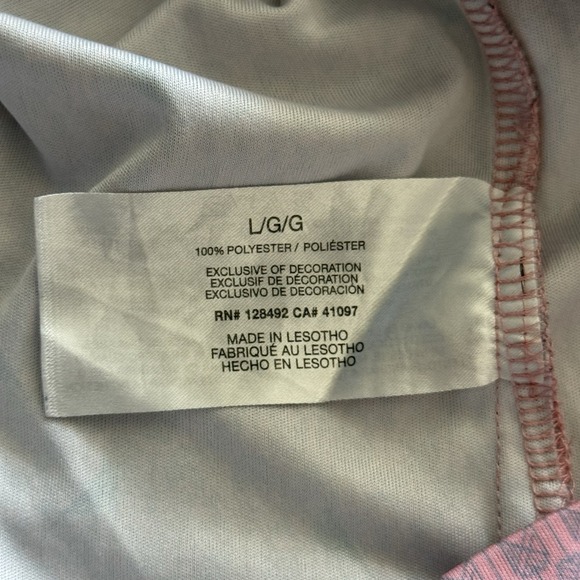 L/G/G
100% POLYESTER / POLIÉSTER
EXCLUSIVE OF DECORATION
EXCLUSIF DE DÉCORATION
EXCLUSIVO DE DECORACIÓN
RN# 128492 CA# 41097
MADE IN LESOTHO
FABRIQUÉ AU LESOTHO
HECHO EN LESOTHO